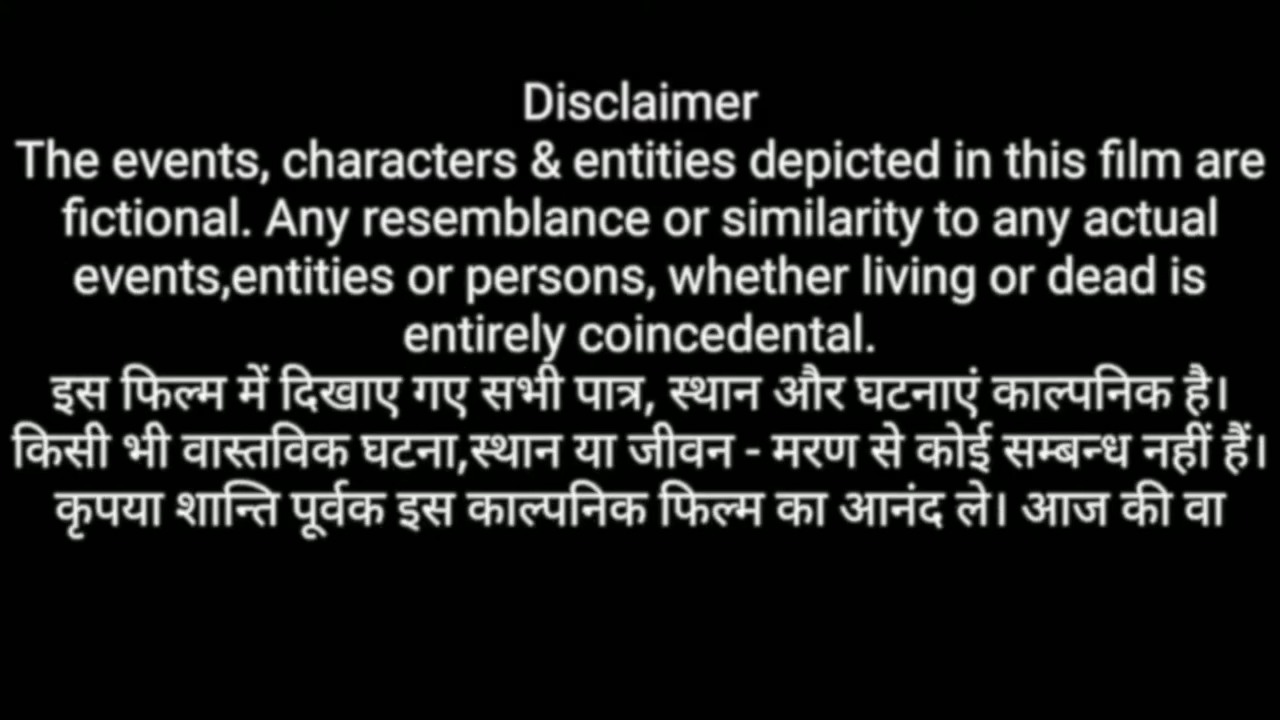 Disclaimer
The events, characters & entities depicted in this film are
fictional. Any resemblance or similarity to any actual
events,entities or persons, whether living or dead is
entirely coincedental.
इस फिल्म में दिखाए गए सभी पात्र, स्थान और घटनाएं काल्पनिक है।
किसी भी वास्तविक घटना,स्थान या जीवन - मरण से कोई सम्बन्ध नहीं हैं।
कृपया शान्ति पूर्वक इस काल्पनिक फिल्म का आनंद ले। आज की वा